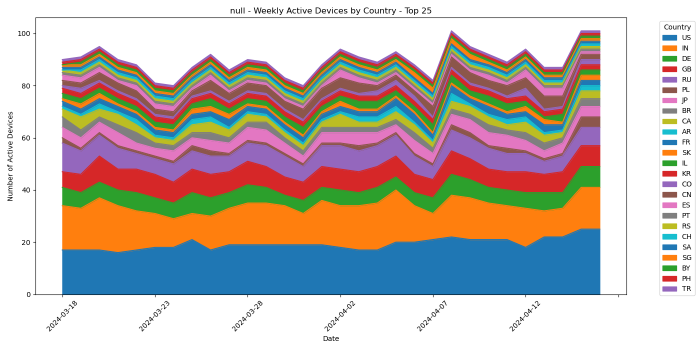 null - Weekly Active Devices by Country - Top 25
Number of Active Devices
100
80
60
40
20
0
2024-03-18
2024-03-23
2024-03-28
2024-04-02
2024-04-07
2024-04-12
Date
Country
US
IN
DE
GB
RU
PL
JP
BR
CA
AR
FR
SK
IL
KR
CO
CN
ES
PT
RS
CH
SA
SG
BY
PH
TR